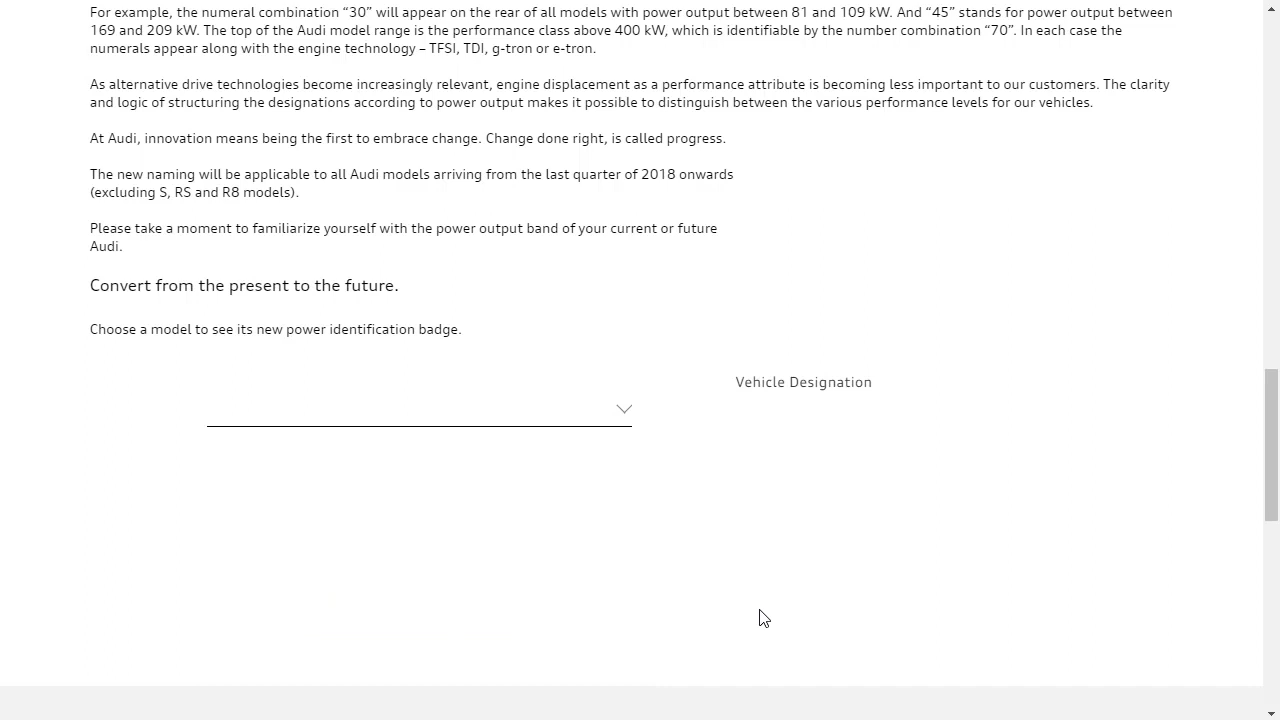 For example, the numeral combination “30” will appear on the rear of all models with power output between 81 and 109 kW. And “45” stands for power output between
169 and 209 kW. The top of the Audi model range is the performance class above 400 kW, which is identifiable by the number combination “70”. In each case the
numerals appear along with the engine technology – TFSI, TDI, g-tron or e-tron.
As alternative drive technologies become increasingly relevant, engine displacement as a performance attribute is becoming less important to our customers. The clarity
and logic of structuring the designations according to power output makes it possible to distinguish between the various performance levels for our vehicles.
At Audi, innovation means being the first to embrace change. Change done right, is called progress.
The new naming will be applicable to all Audi models arriving from the last quarter of 2018 onwards
(excluding S, RS and R8 models).
Please take a moment to familiarize yourself with the power output band of your current or future
Audi.
Convert from the present to the future.
Choose a model to see its new power identification badge.
Vehicle Designation